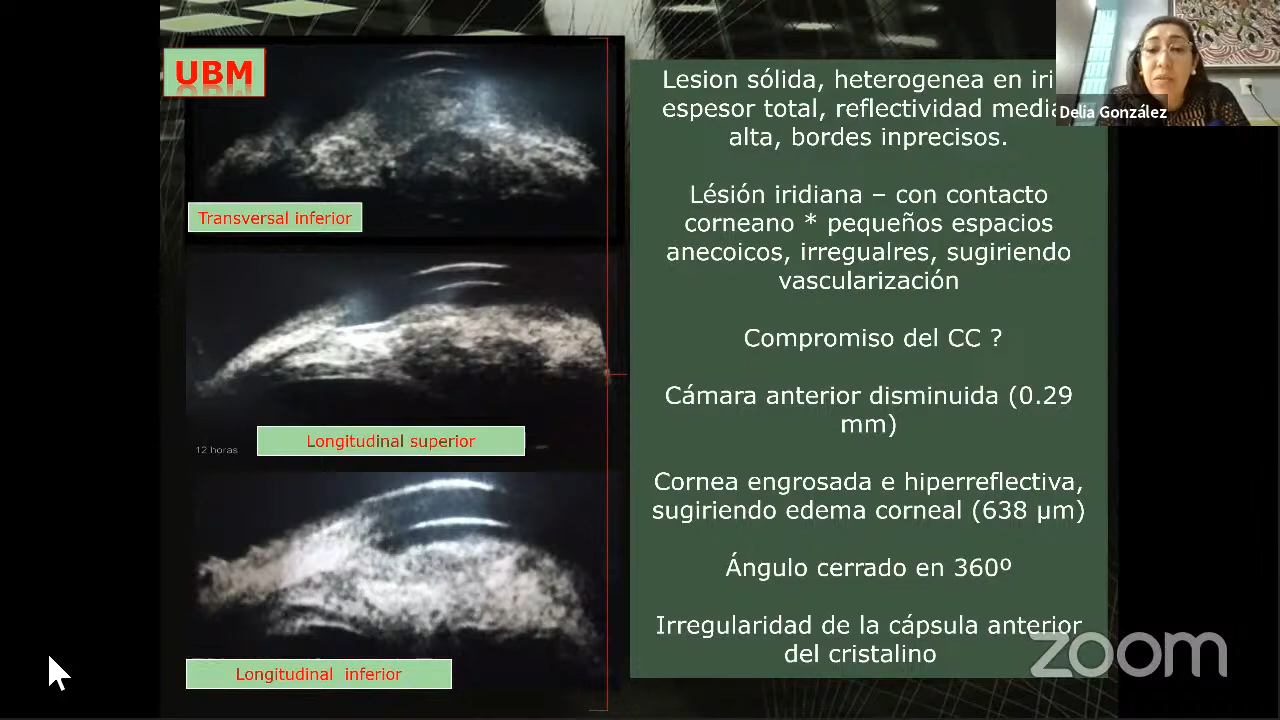 UBM
Transversal inferior
12 horas
Longitudinal superior
Longitudinal inferior
Lesion sólida, heterogenea en iri
espesor total, reflectividad media
alta, bordes inprecisos.
Lésión iridiana – con contacto
corneano * pequeños espacios
anecoicos, irregualres, sugiriendo
vascularización
Compromiso del CC ?
Cámara anterior disminuida (0.29
mm)
Cornea engrosada e hiperreflectiva,
sugiriendo edema corneal (638 µm)
Ángulo cerrado en 360º
Irregularidad de la cápsula anterior
del cristalino
Delia González
zoom